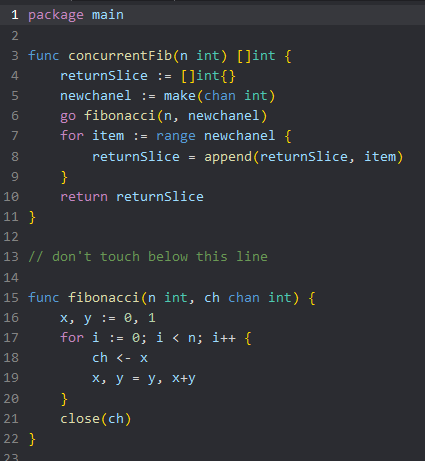 1 package main
2
3 func concurrentFib(n int) []int {
4     returnSlice := []int{}
5     newchanel := make(chan int)
6     go fibonacci(n, newchanel)
7     for item := range newchanel {
8         returnSlice = append(returnSlice, item)
9     }
10     return returnSlice
11 }
12
13 // don't touch below this line
14
15 func fibonacci(n int, ch chan int) {
16     x, y := 0, 1
17     for i := 0; i < n; i++ {
18         ch <- x
19         x, y = y, x+y
20     }
21     close(ch)
22 }
23